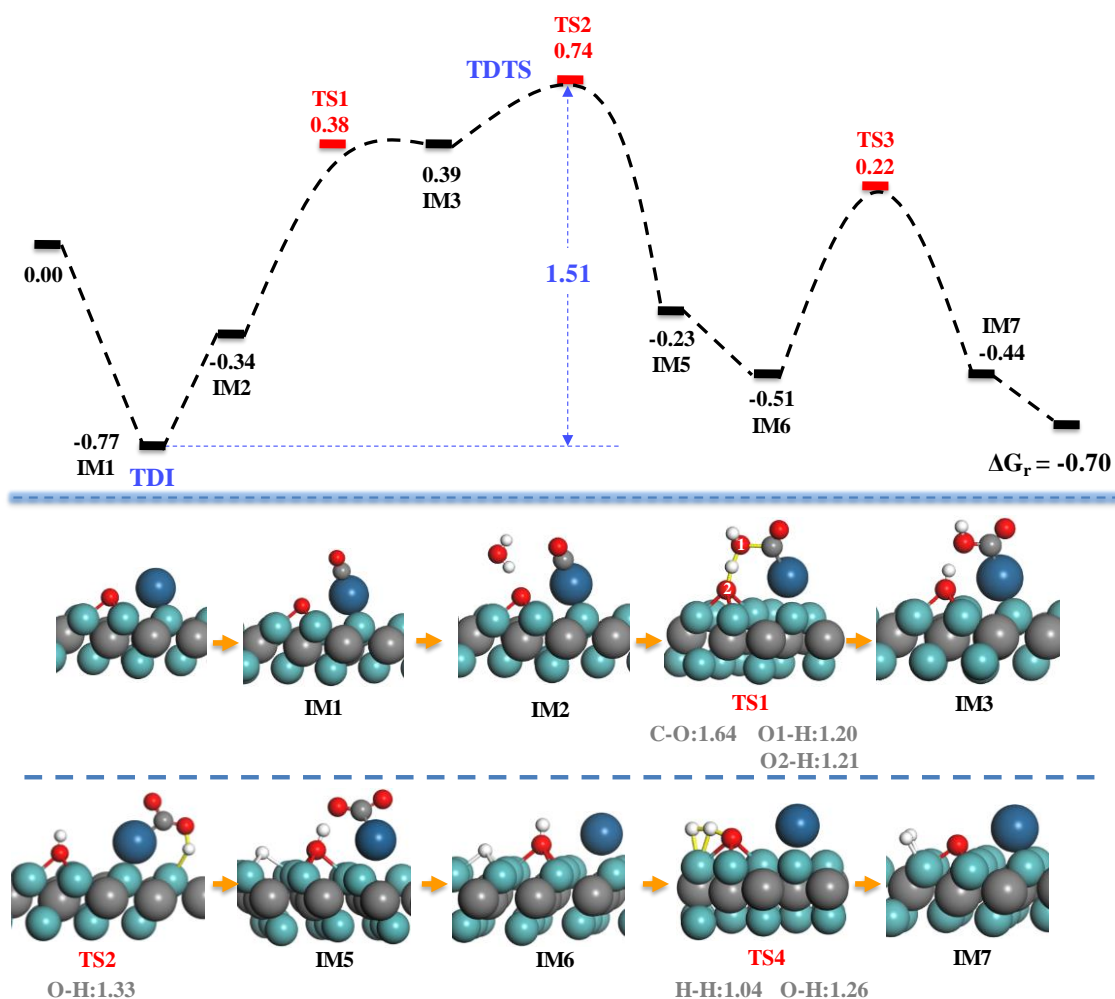 TS2
0.74
TDTS
TS1
0.38
TS3
0.22
0.39
IM3
0.00
1.51
-0.34
IM2
-0.23
IM5
IM7
-0.44
-0.51
IM6
-0.77
IM1
TDI
ΔGr = -0.70
1
2
IM1
IM2
TS1
IM3
C-O:1.64 O1-H:1.20
O2-H:1.21
TS2
IM5
IM6
TS4
IM7
O-H:1.33
H-H:1.04 O-H:1.26